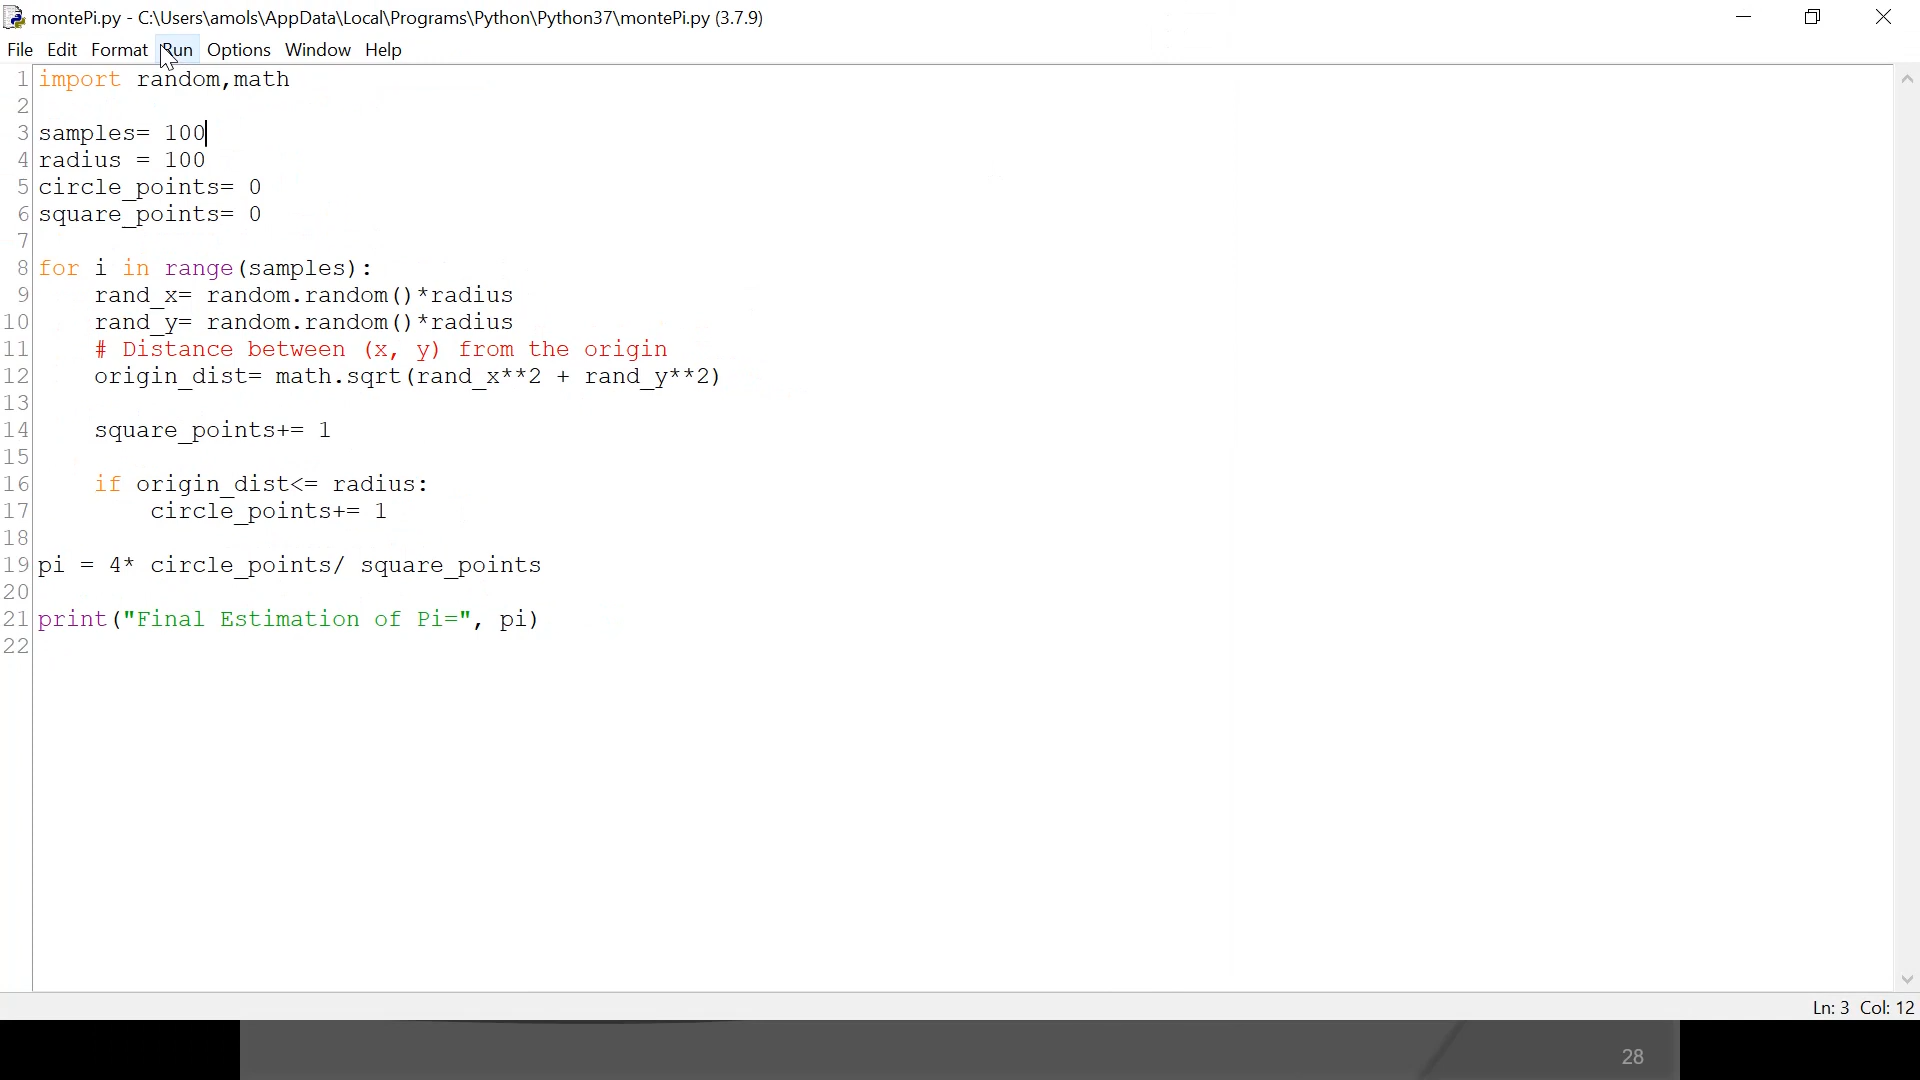 montePi.py - C:\Users\amols\AppData\Local\Programs\Python\Python37\montePi.py (3.7.9)
File Edit Format Run Options Window Help
1 import random,math
2
3 samples= 100
4 radius = 100
5 circle_points= 0
6 square_points= 0
7
8 for i in range(samples):
9     rand_x= random.random()*radius
10     rand_y= random.random()*radius
11     # Distance between (x, y) from the origin
12     origin_dist= math.sqrt(rand_x**2 + rand_y**2)
13
14     square_points+= 1
15
16     if origin_dist<= radius:
17         circle_points+= 1
18
19 pi = 4* circle_points/ square_points
20
21 print("Final Estimation of Pi=", pi)
22
Ln: 3 Col: 12
28